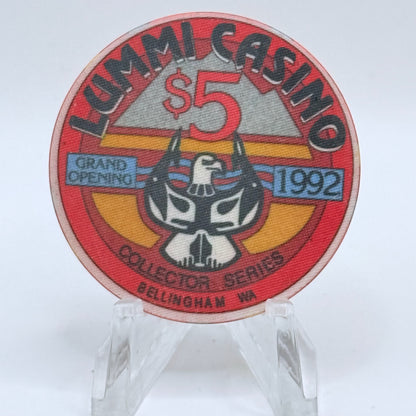 LUMMI CASINO
$5
GRAND
OPENING
1992
COLLECTOR SERIES
BELLINGHAM WA